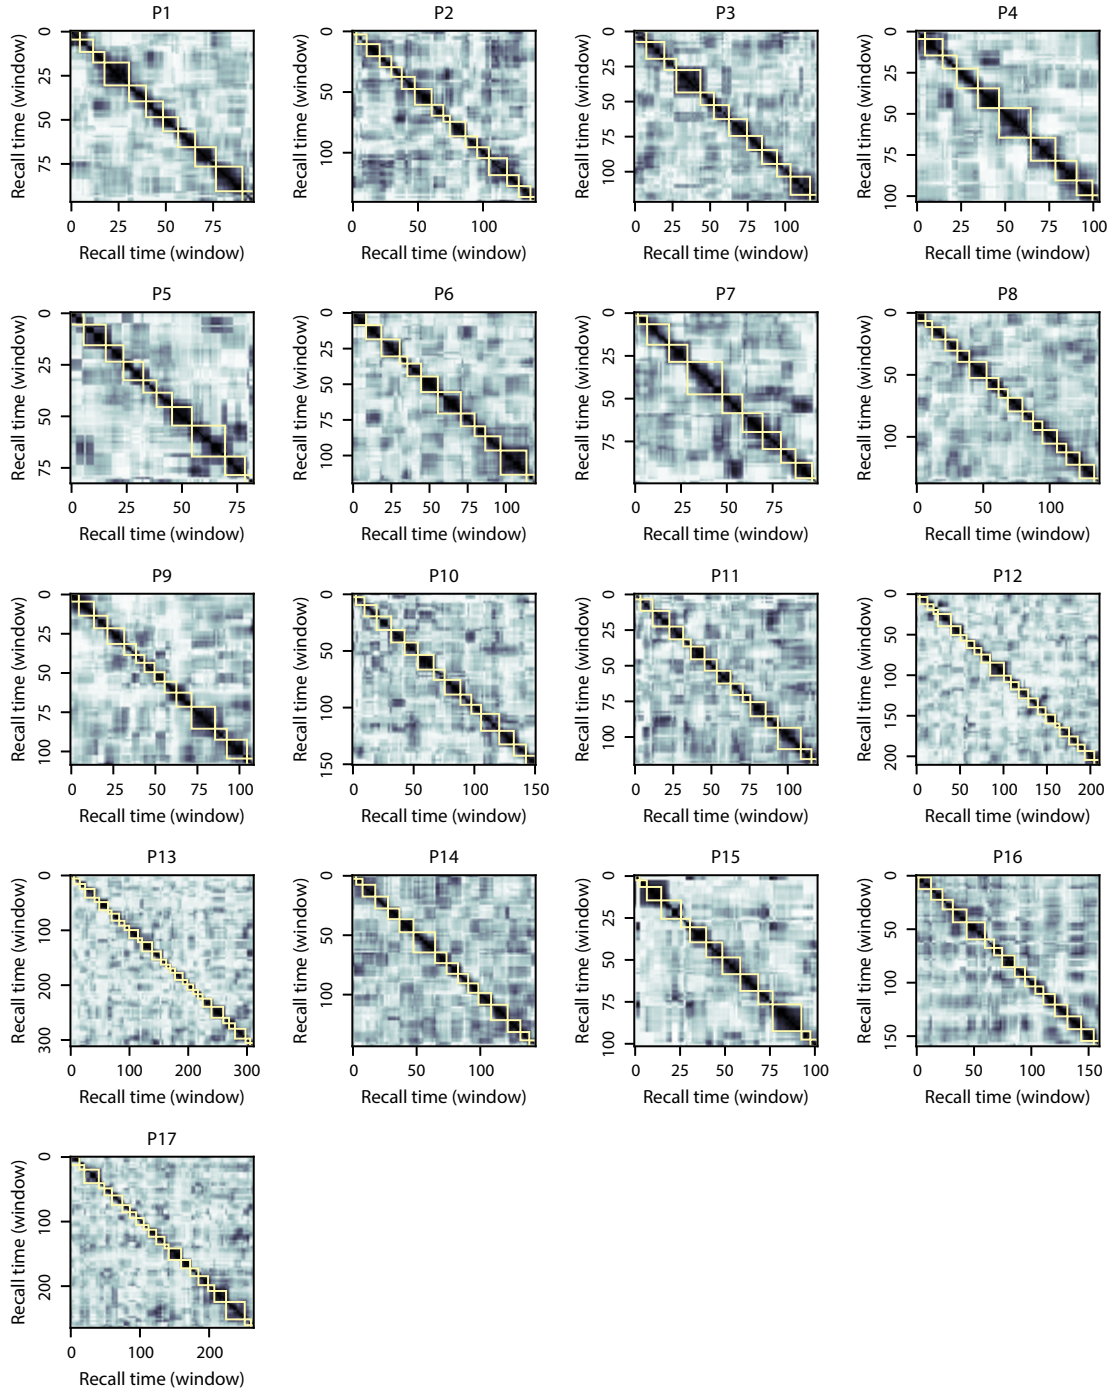 P1 P2 P3 P4
Recall time (window) Recall time (window) Recall time (window) Recall time (window)
0 25 50 75 0 50 100 0 25 50 75 100 0 25 50 75 100
25 50 75 0 50 100 0 50 100 0 25 50 75 100
Recall time (window) Recall time (window) Recall time (window) Recall time (window)
P5 P6 P7 P8
Recall time (window) Recall time (window) Recall time (window) Recall time (window)
0 25 50 75 0 25 50 75 100 0 25 50 75 0 50 100
0 25 50 75 0 25 50 75 100 0 25 50 75 0 50 100
Recall time (window) Recall time (window) Recall time (window) Recall time (window)
P9 P10 P11 P12
Recall time (window) Recall time (window) Recall time (window) Recall time (window)
0 25 50 75 100 0 50 100 150 0 25 50 75 100 0 50 100 150 200
0 25 50 75 100 0 50 100 150 0 25 50 75 100 0 50 100 150 200
Recall time (window) Recall time (window) Recall time (window) Recall time (window)
P13 P14 P15 P16
Recall time (window) Recall time (window) Recall time (window) Recall time (window)
0 100 200 300 0 50 100 0 25 50 75 100 0 50 100 150
0 100 200 300 0 50 100 0 25 50 75 100 0 50 100 150
Recall time (window) Recall time (window) Recall time (window) Recall time (window)
P17
Recall time (window)
0 100 200
0 100 200
Recall time (window)